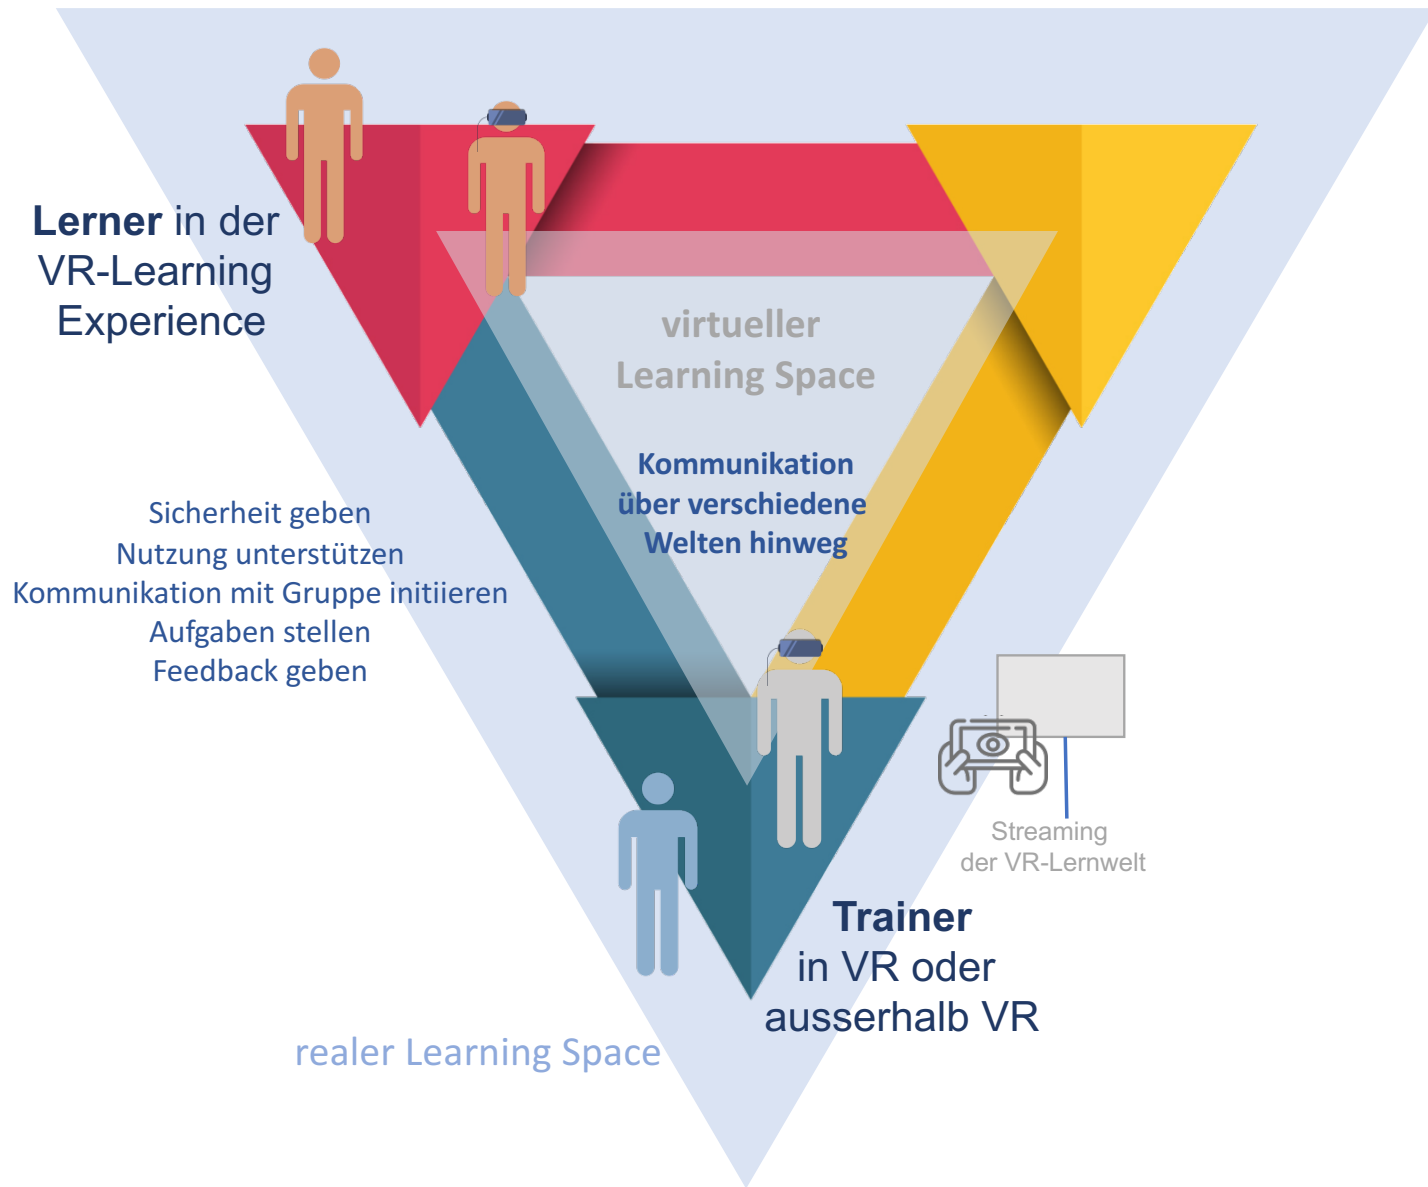 Lerner in der
VR-Learning
Experience
virtueller
Learning Space
Kommunikation
über verschiedene
Welten hinweg
Sicherheit geben
Nutzung unterstützen
Kommunikation mit Gruppe initiieren
Aufgaben stellen
Feedback geben
Streaming
der VR-Lernwelt
Trainer
in VR oder
ausserhalb VR
realer Learning Space